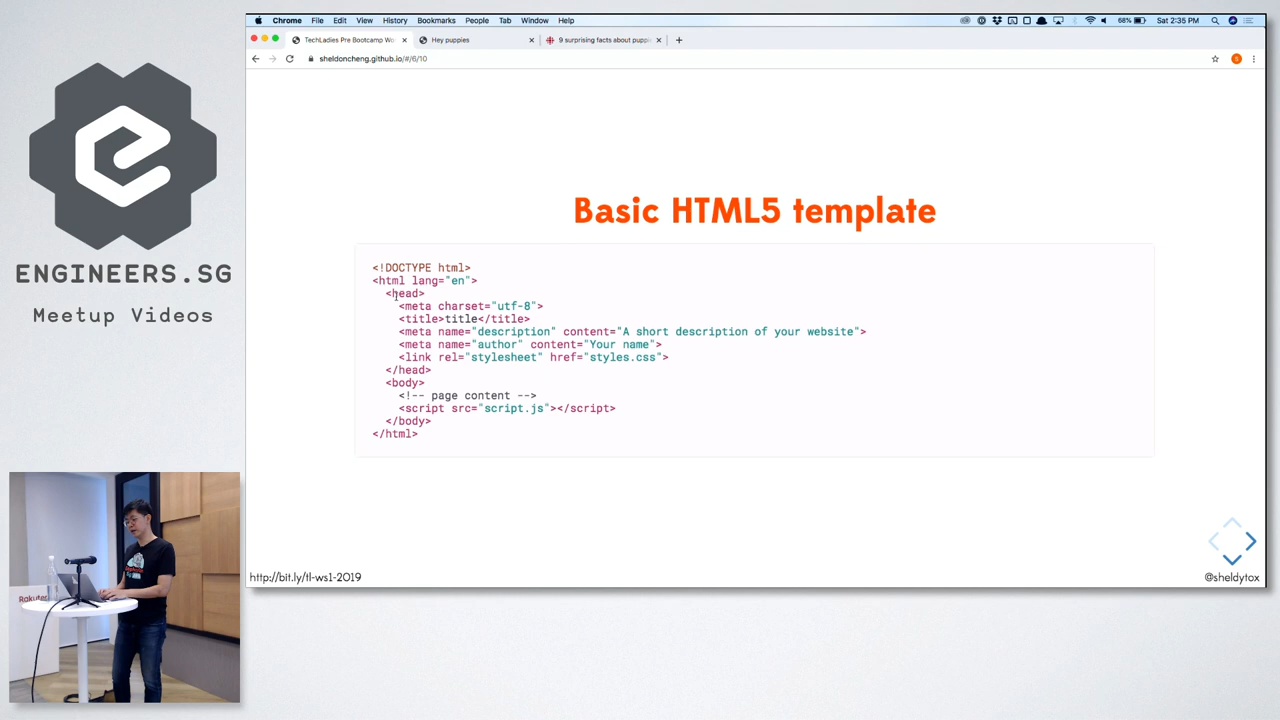 Chrome File Edit View History Bookmarks People Tab Window Help
68% Sat 2:35 PM
TechLadies Pre Bootcamp Wo
Hey puppies
9 surprising facts about puppi
sheldoncheng.github.io/#/6/10
S
Basic HTML5 template
<!DOCTYPE html>
<html lang="en">
<head>
<meta charset="utf-8">
<title>title</title>
<meta name="description" content="A short description of your website">
<meta name="author" content="Your name">
<link rel="stylesheet" href="styles.css">
</head>
<body>
<!-- page content -->
<script src="script.js"></script>
</body>
</html>
http://bit.ly/tl-ws1-2019
@sheldytox
ENGINEERS.SG
Meetup Videos
Rakuten